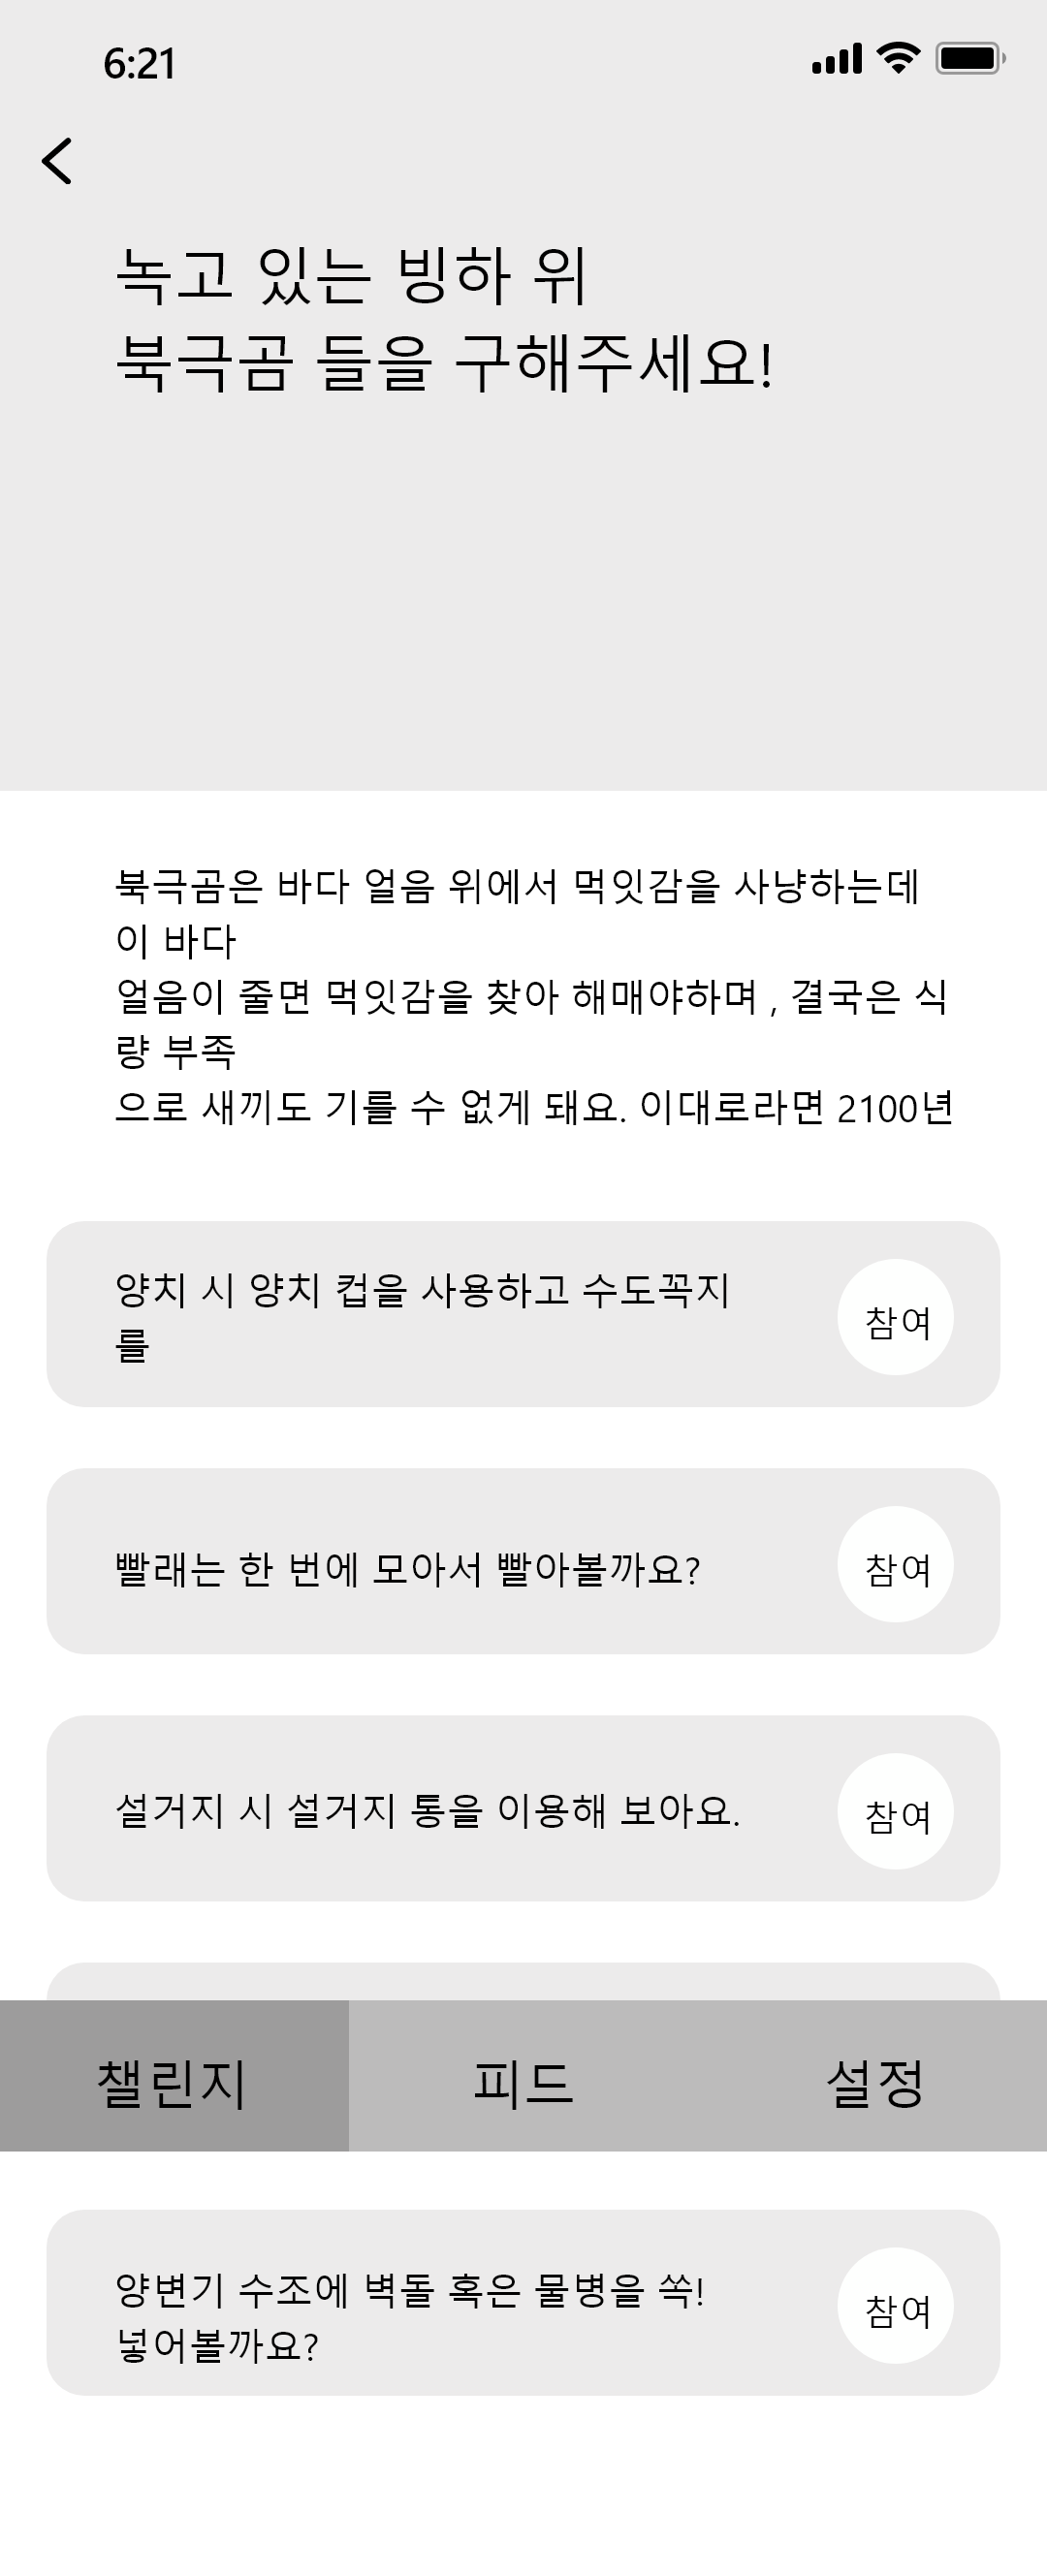 6:21
녹고 있는 빙하 위
북극곰 들을 구해주세요!
북극곰은 바다 얼음 위에서 먹잇감을 사냥하는데
이 바다
얼음이 줄면 먹잇감을 찾아 해매야하며 , 결국은 식
량 부족
으로 새끼도 기를 수 없게 돼요. 이대로라면 2100년
양치 시 양치 컵을 사용하고 수도꼭지
를
참여
빨래는 한 번에 모아서 빨아볼까요?
참여
설거지 시 설거지 통을 이용해 보아요.
참여
챌린지
피드
설정
양변기 수조에 벽돌 혹은 물병을 쏙!
넣어볼까요?
참여